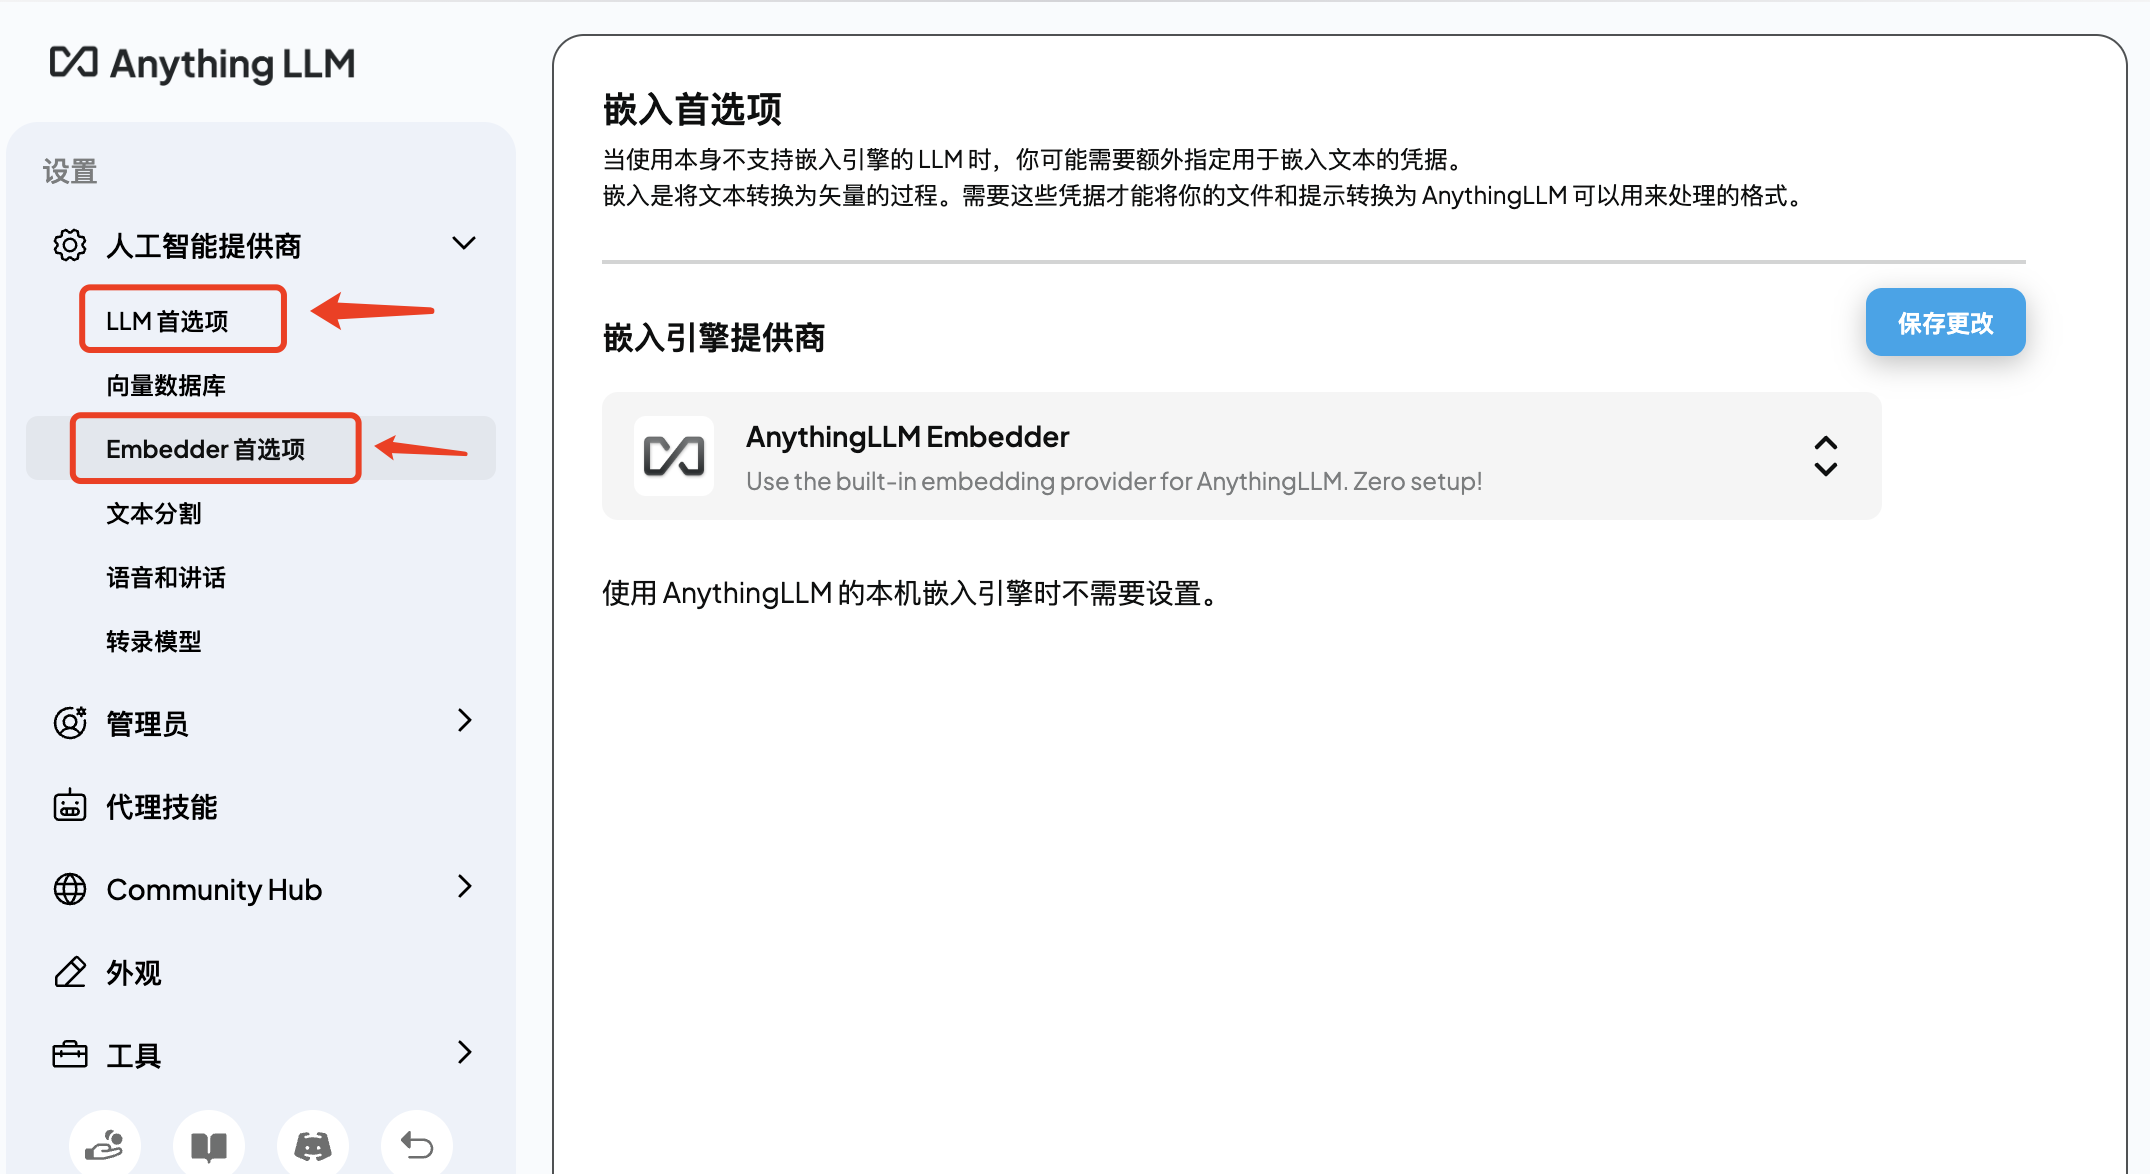 Anything LLM
设置
人工智能提供商
LLM 首选项
向量数据库
Embedder 首选项
文本分割
语音和讲话
转录模型
管理员
代理技能
Community Hub
外观
工具
嵌入首选项
当使用本身不支持嵌入引擎的 LLM 时，你可能需要额外指定用于嵌入文本的凭据。
嵌入是将文本转换为矢量的过程。需要这些凭据才能将你的文件和提示转换为 AnythingLLM 可以用来处理的格式。
保存更改
嵌入引擎提供商
AnythingLLM Embedder
Use the built-in embedding provider for AnythingLLM. Zero setup!
使用 AnythingLLM 的本机嵌入引擎时不需要设置。